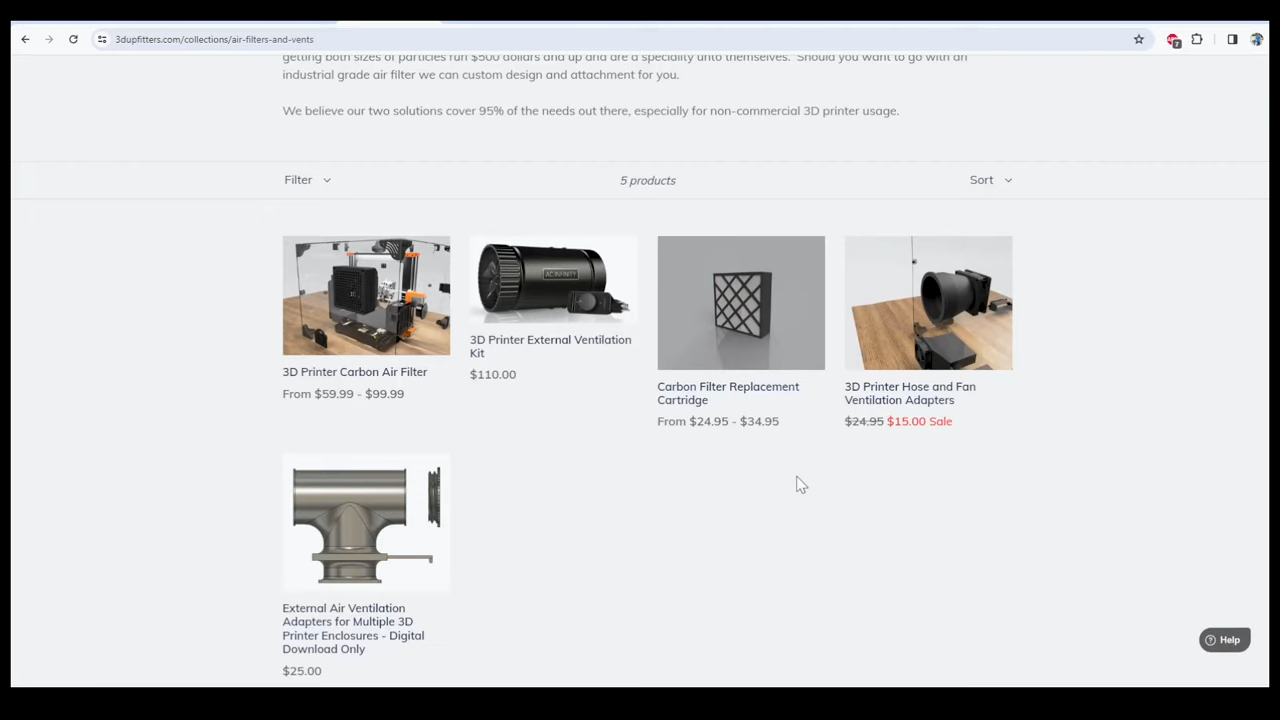 3dupfitters.com/collections/air-filters-and-vents
7
getting both sizes of particles run $500 dollars and up and are a speciality unto themselves. Should you want to go with an
industrial grade air filter we can custom design and attachment for you.
We believe our two solutions cover 95% of the needs out there, especially for non-commercial 3D printer usage.
Filter
5 products
Sort
AC INFINITY
3D Printer Carbon Air Filter
From $59.99 - $99.99
3D Printer External Ventilation
Kit
$110.00
Carbon Filter Replacement
Cartridge
From $24.95 - $34.95
3D Printer Hose and Fan
Ventilation Adapters
$24.95 $15.00 Sale
External Air Ventilation
Adapters for Multiple 3D
Printer Enclosures - Digital
Download Only
$25.00
Help